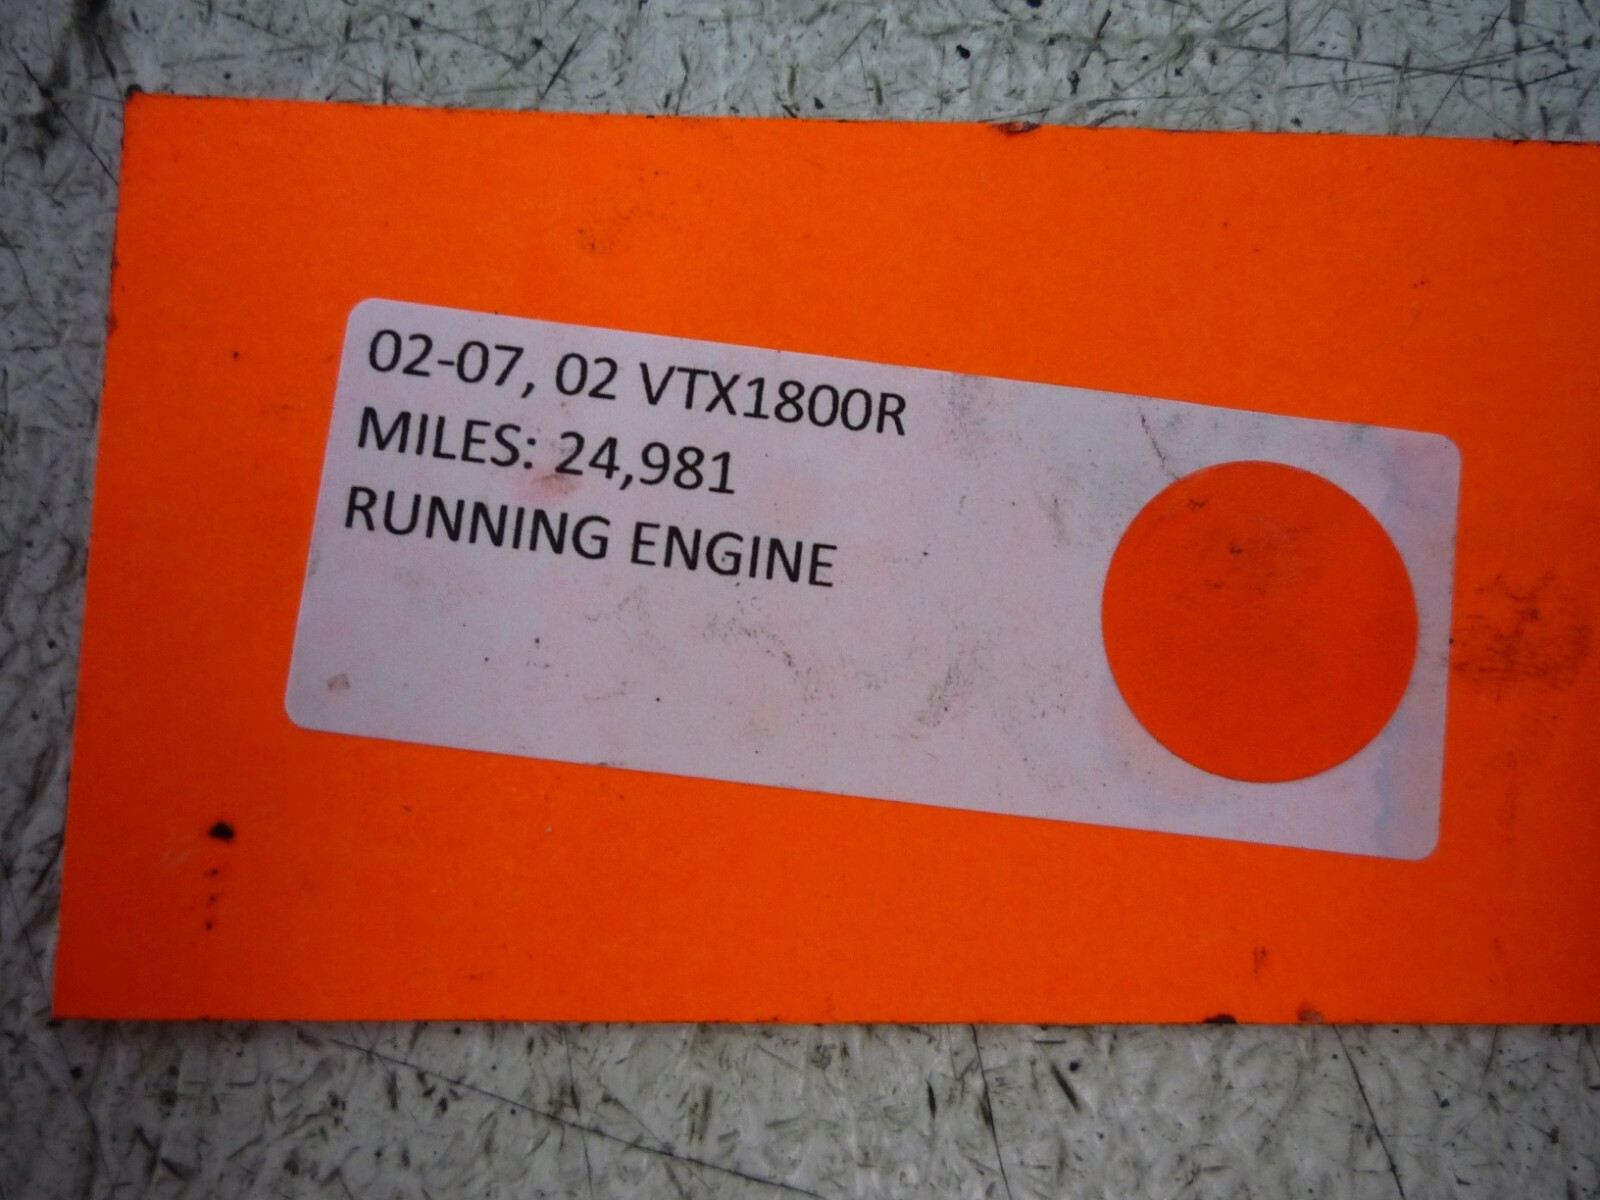 02-07, 02 VTX1800R
MILES: 24,981
RUNNING ENGINE